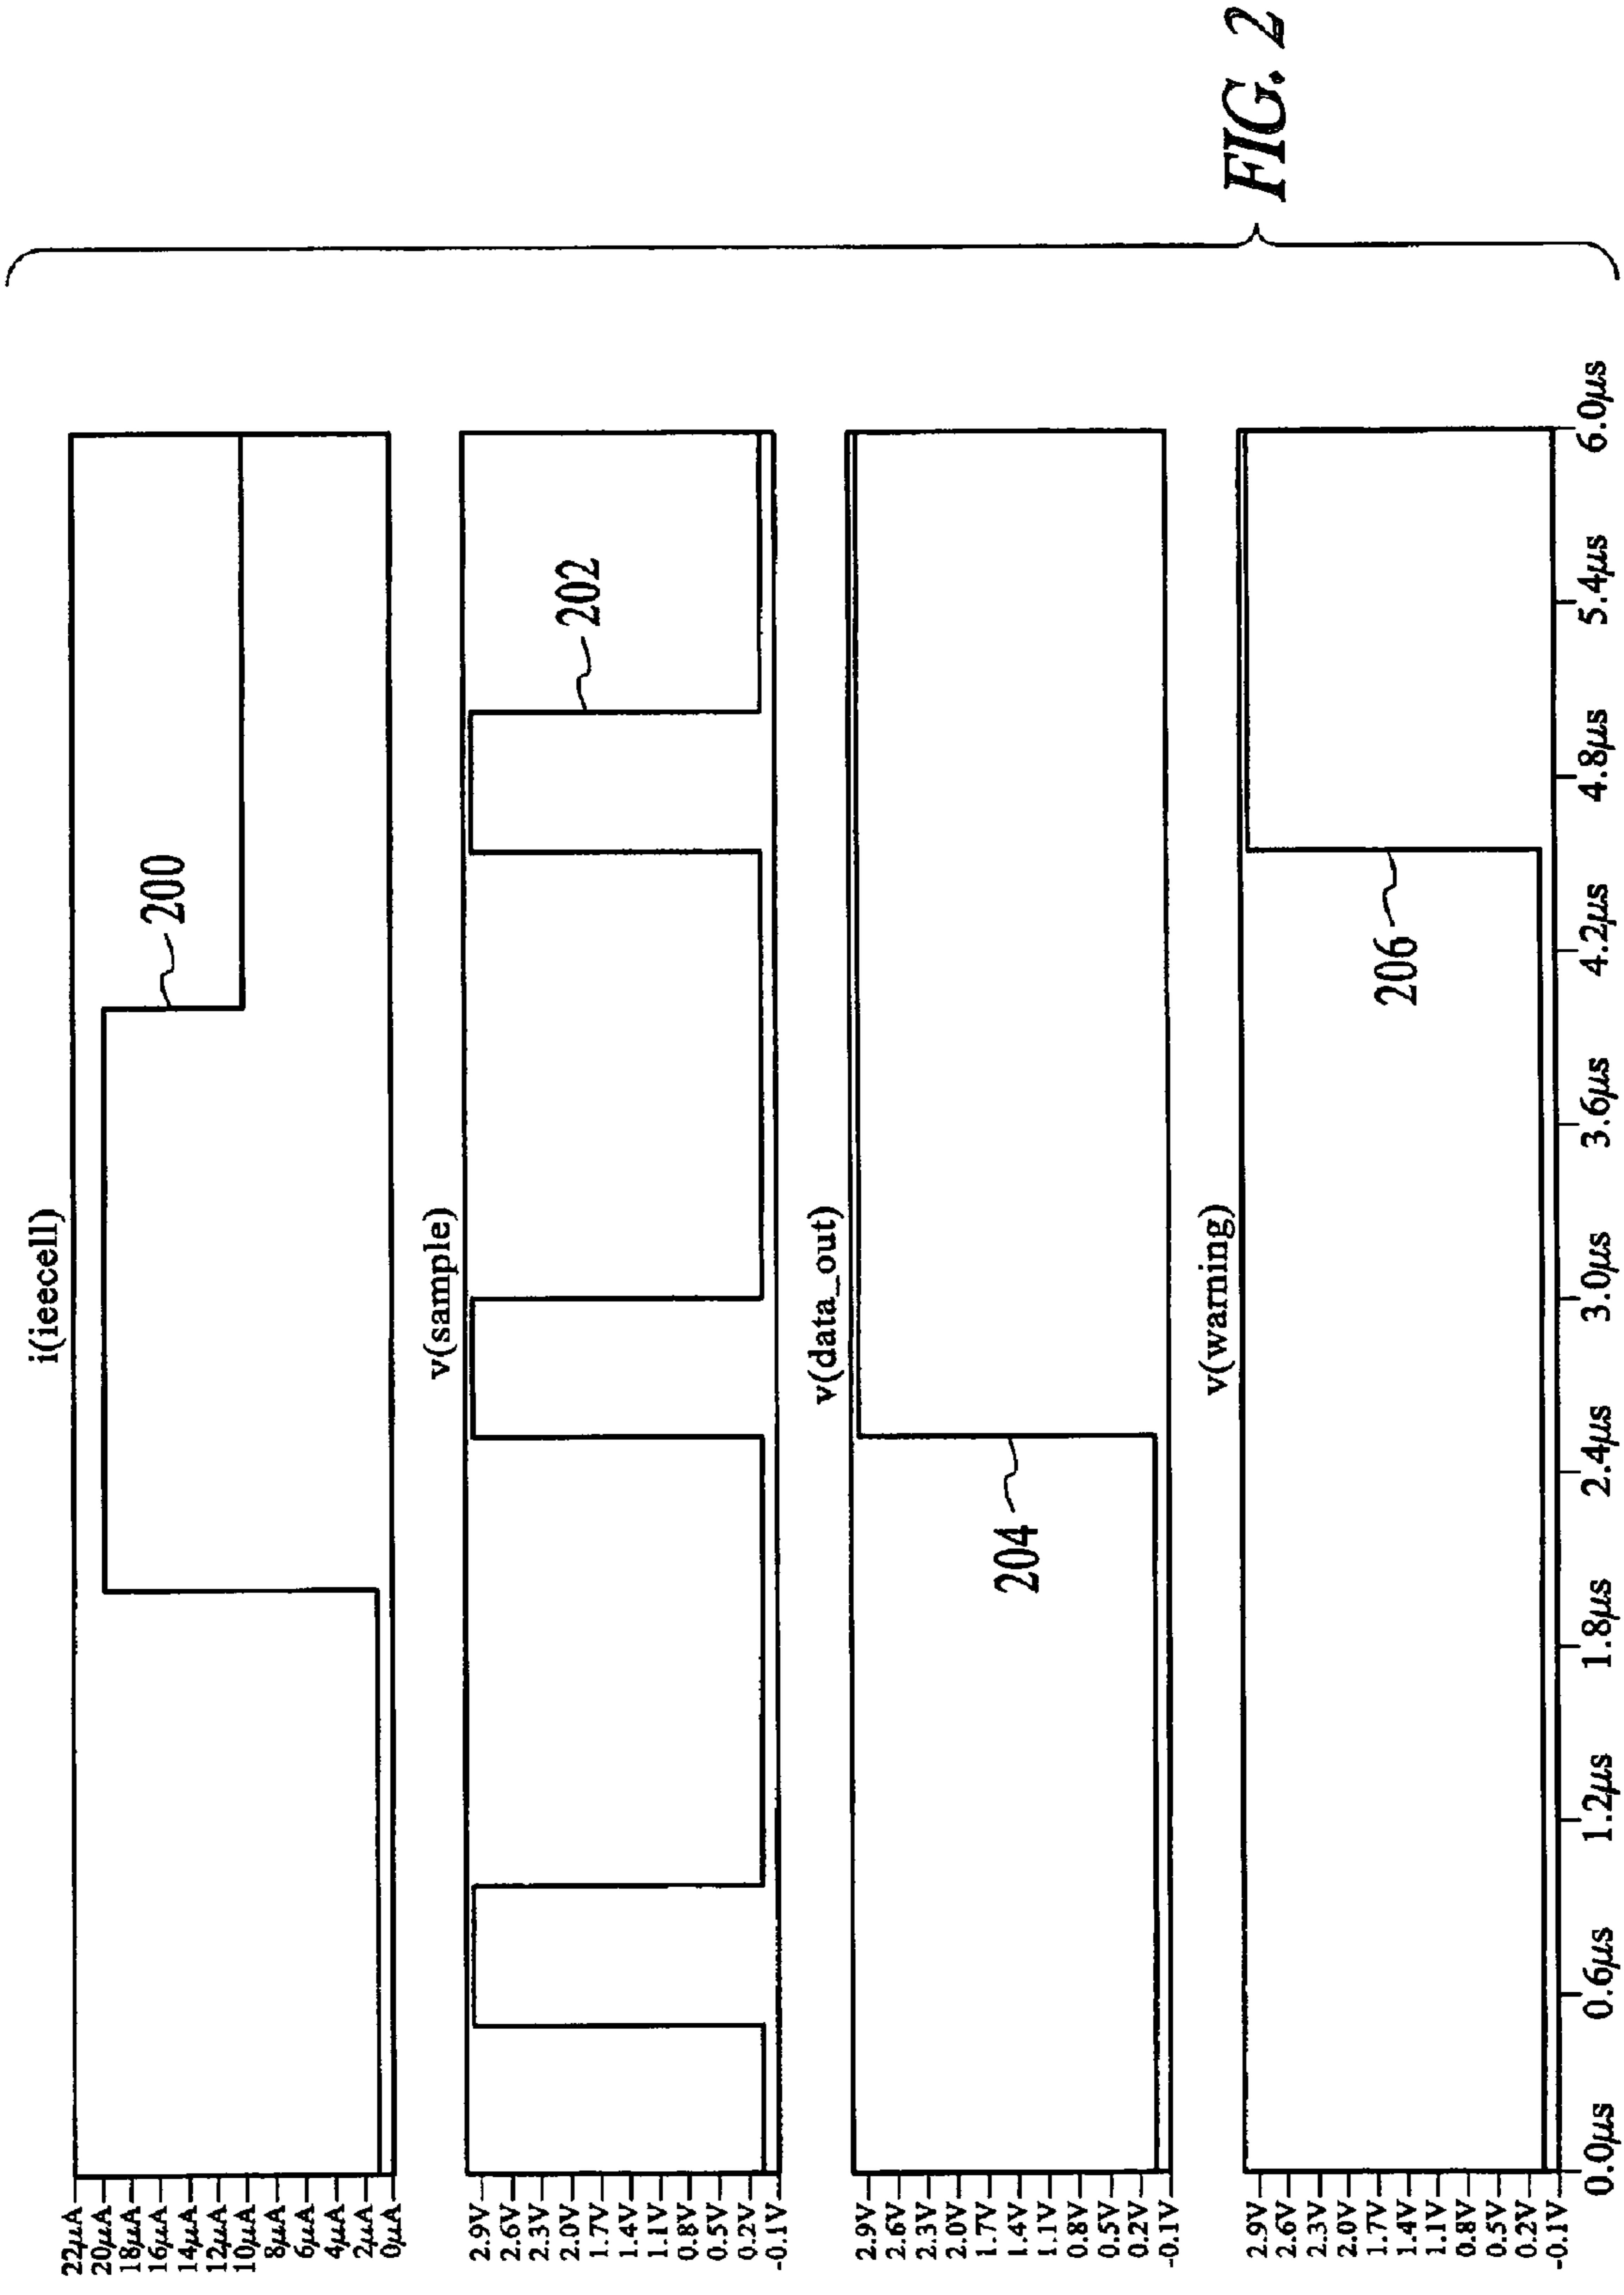 i(ieecell)
22μA
20μA
18μA
16μA
14μA
12μA
10μA
8μA
6μA
4μA
2μA
0μA
200
v(sample)
2.9V
2.6V
2.3V
2.0V
1.7V
1.4V
1.1V
0.8V
0.5V
0.2V
-0.1V
202
v(data_out)
2.9V
2.6V
2.3V
2.0V
1.7V
1.4V
1.1V
0.8V
0.5V
0.2V
-0.1V
204
v(warning)
2.9V
2.6V
2.3V
2.0V
1.7V
1.4V
1.1V
0.8V
0.5V
0.2V
-0.1V
206
0.0μs 0.6μs 1.2μs 1.8μs 2.4μs 3.0μs 3.6μs 4.2μs 4.8μs 5.4μs 6.0μs
FIG. 2